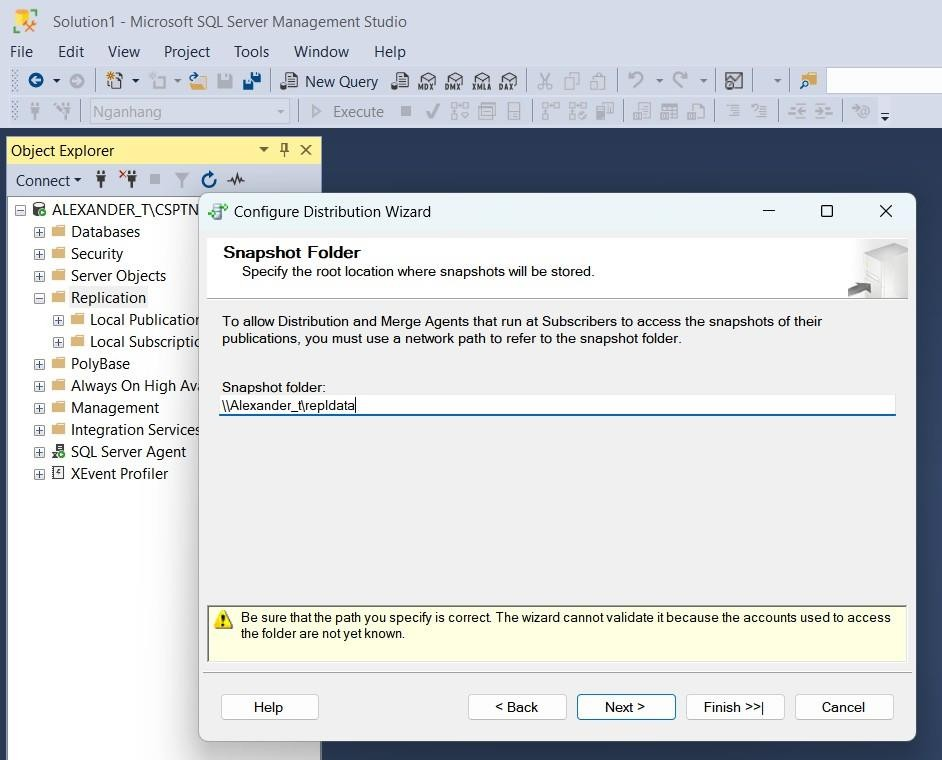 Solution1 - Microsoft SQL Server Management Studio
File Edit View Project Tools Window Help
New Query MDX DMX XMLA DAX
Nganhang Execute
Object Explorer
Connect
ALEXANDER_T\CSPTN
Databases
Security
Server Objects
Replication
Local Publication
Local Subscriptio
PolyBase
Always On High Ava
Management
Integration Services
SQL Server Agent
XEvent Profiler
Configure Distribution Wizard
Snapshot Folder
Specify the root location where snapshots will be stored.
To allow Distribution and Merge Agents that run at Subscribers to access the snapshots of their
publications, you must use a network path to refer to the snapshot folder.
Snapshot folder:
\\Alexander_t\repldata
Be sure that the path you specify is correct. The wizard cannot validate it because the accounts used to access
the folder are not yet known.
Help < Back Next > Finish >>| Cancel